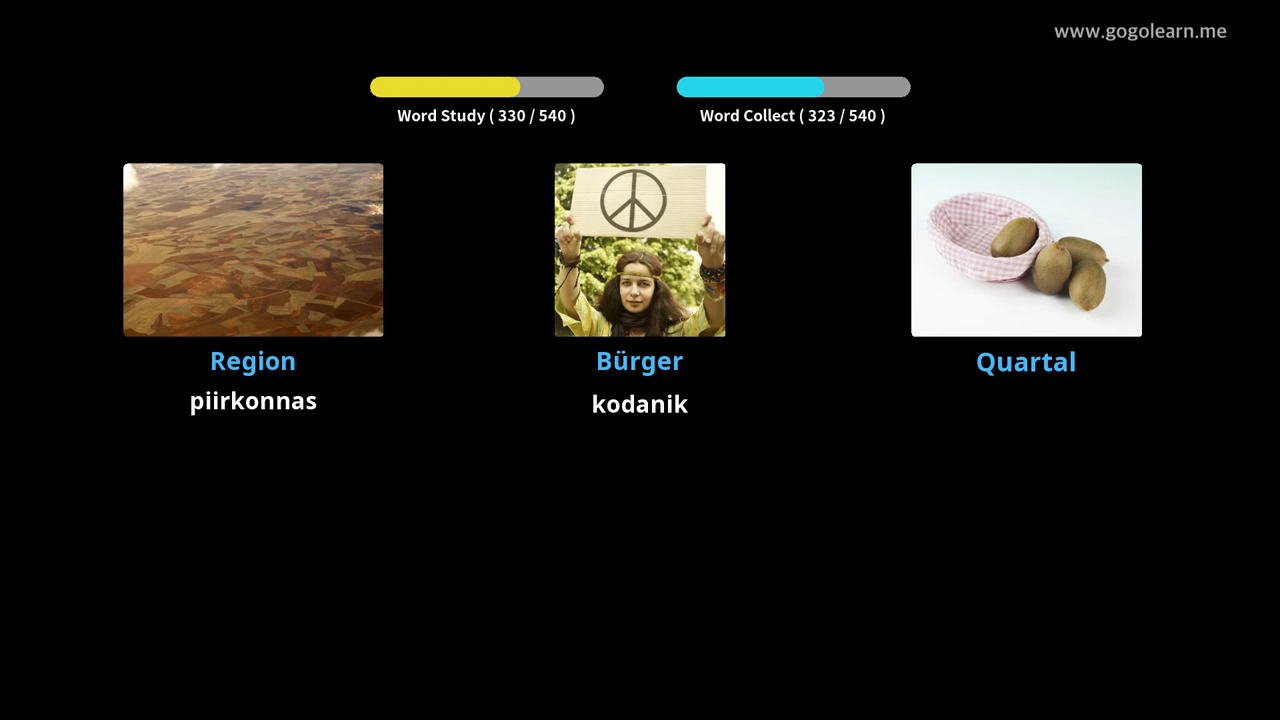 www.gogolearn.me
Word Study ( 330 / 540 )
Word Collect ( 323 / 540 )
Region
Bürger
Quartal
piirkonnas
kodanik